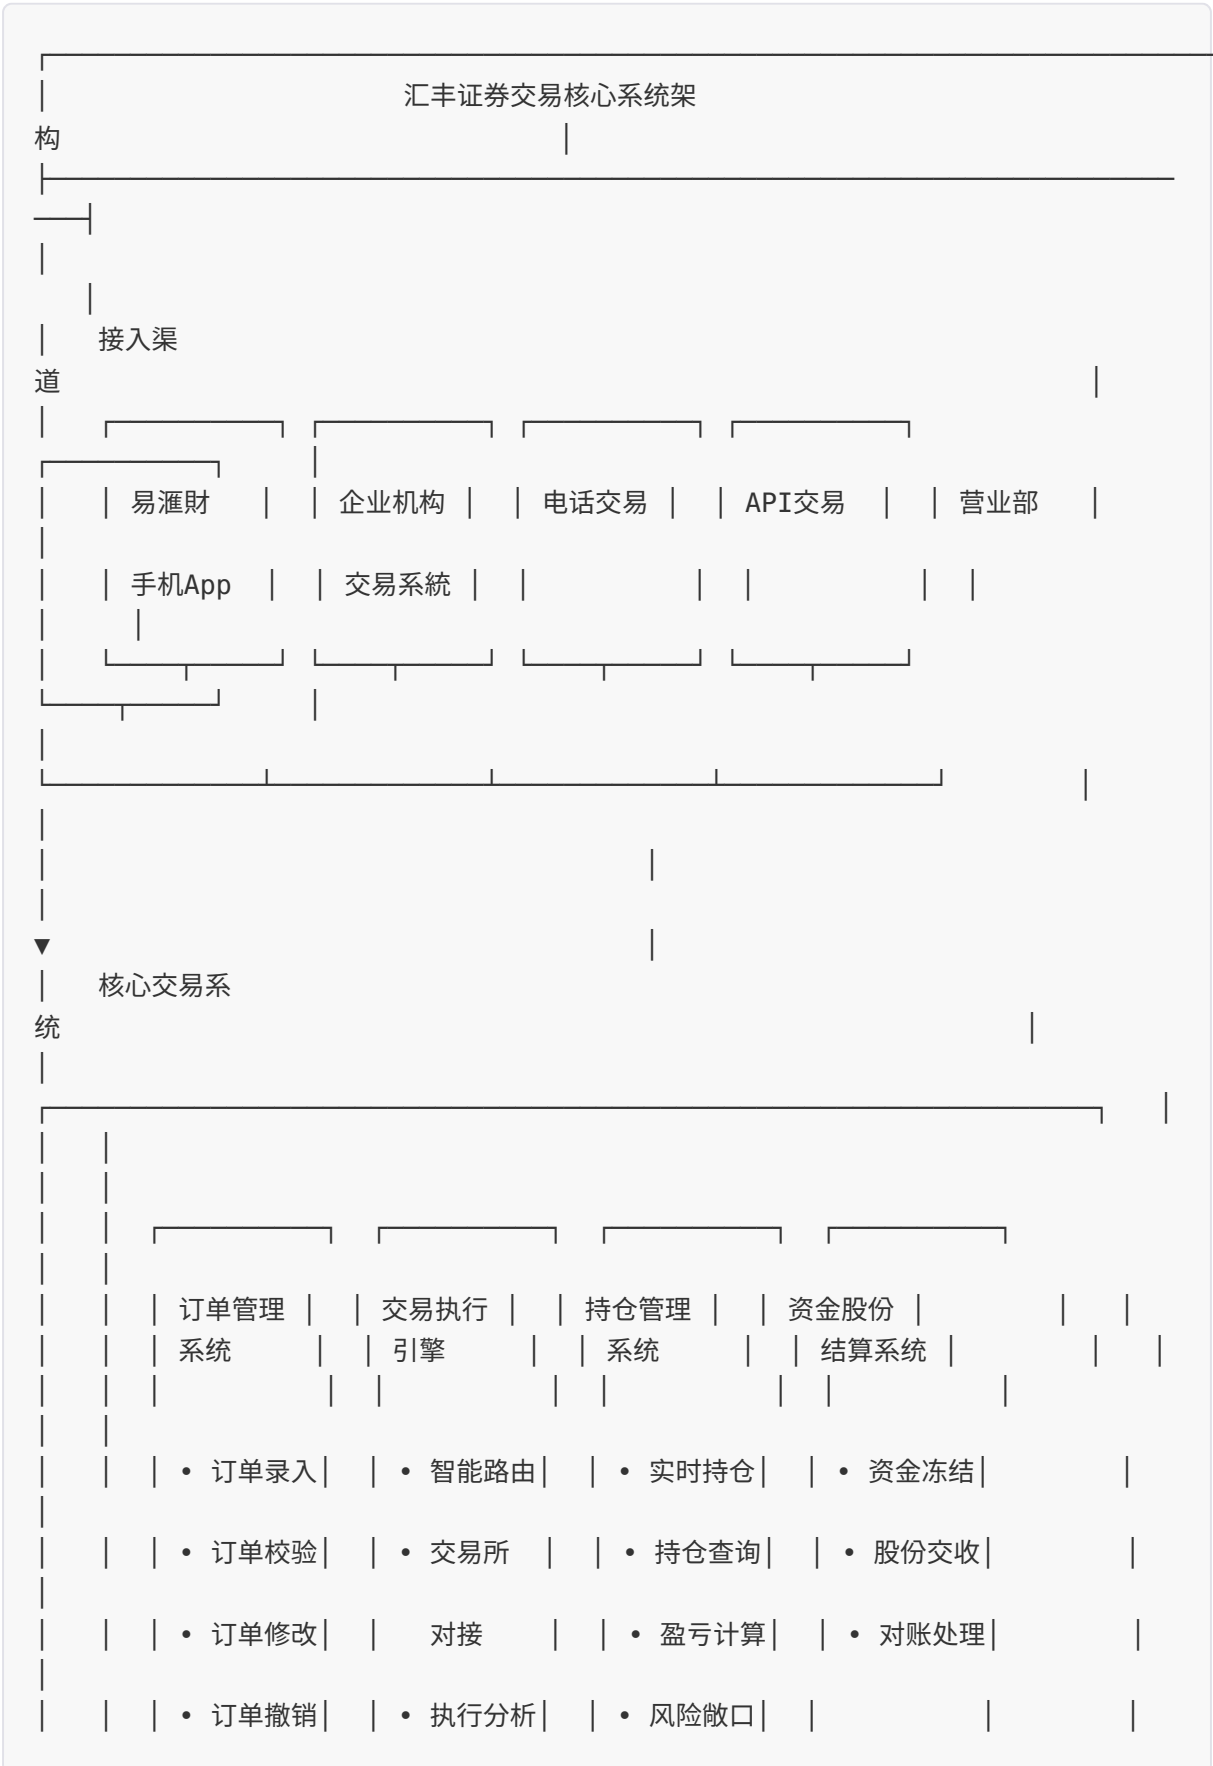 汇丰证券交易核心系统架
构
接入渠
道
易滙財 企业机构 电话交易 API交易 营业部
手机App 交易系統
▼
核心交易系
统
订单管理 交易执行 持仓管理 资金股份
系统 引擎 系统 结算系统
• 订单录入 • 智能路由 • 实时持仓 • 资金冻结
• 订单校验 • 交易所 • 持仓查询 • 股份交收
• 订单修改 对接 • 盈亏计算 • 对账处理
• 订单撤销 • 执行分析 • 风险敞口